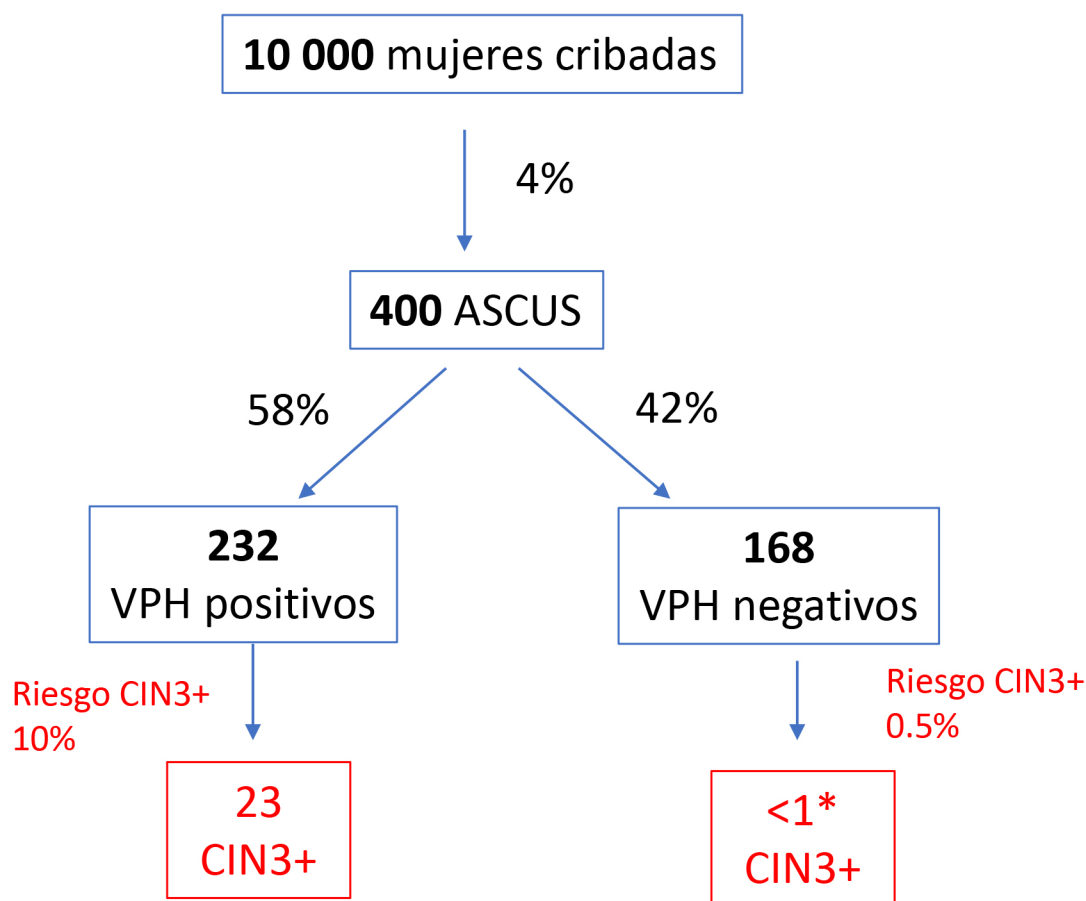 10 000 mujeres cribadas
4%
400 ASCUS
58%
42%
232
VPH positivos
168
VPH negativos
Riesgo CIN3+
10%
Riesgo CIN3+
0.5%
23
CIN3+
<1*
CIN3+